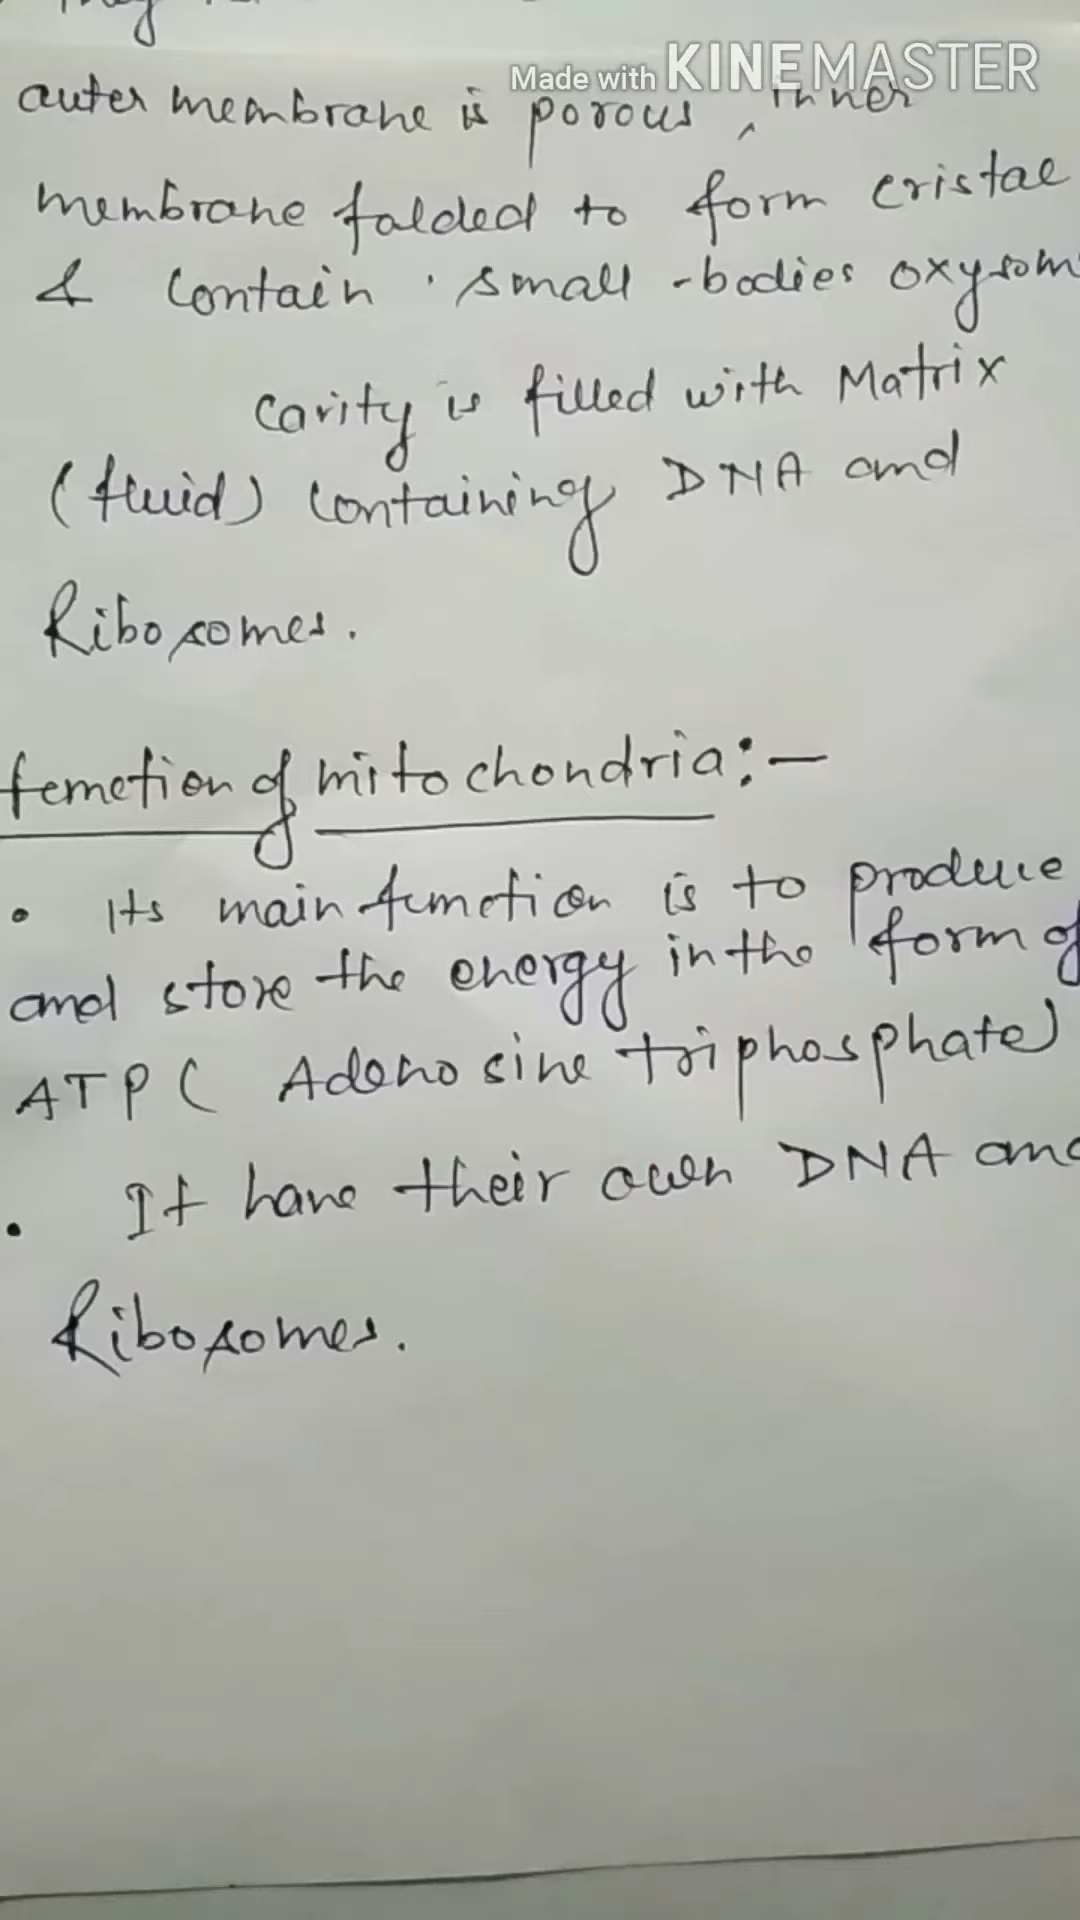 Made with KINEMASTER
outer membrane is porous, inner
membrane folded to form cristae
& contain small -bodies oxysom
cavity is filled with Matrix
(fluid) containing DNA and
Ribosomes.
function of mitochondria:-
• Its main function is to produce
and store the energy in the form of
ATP ( Adenosine triphosphate)
• It have their own DNA and
Ribosomes.